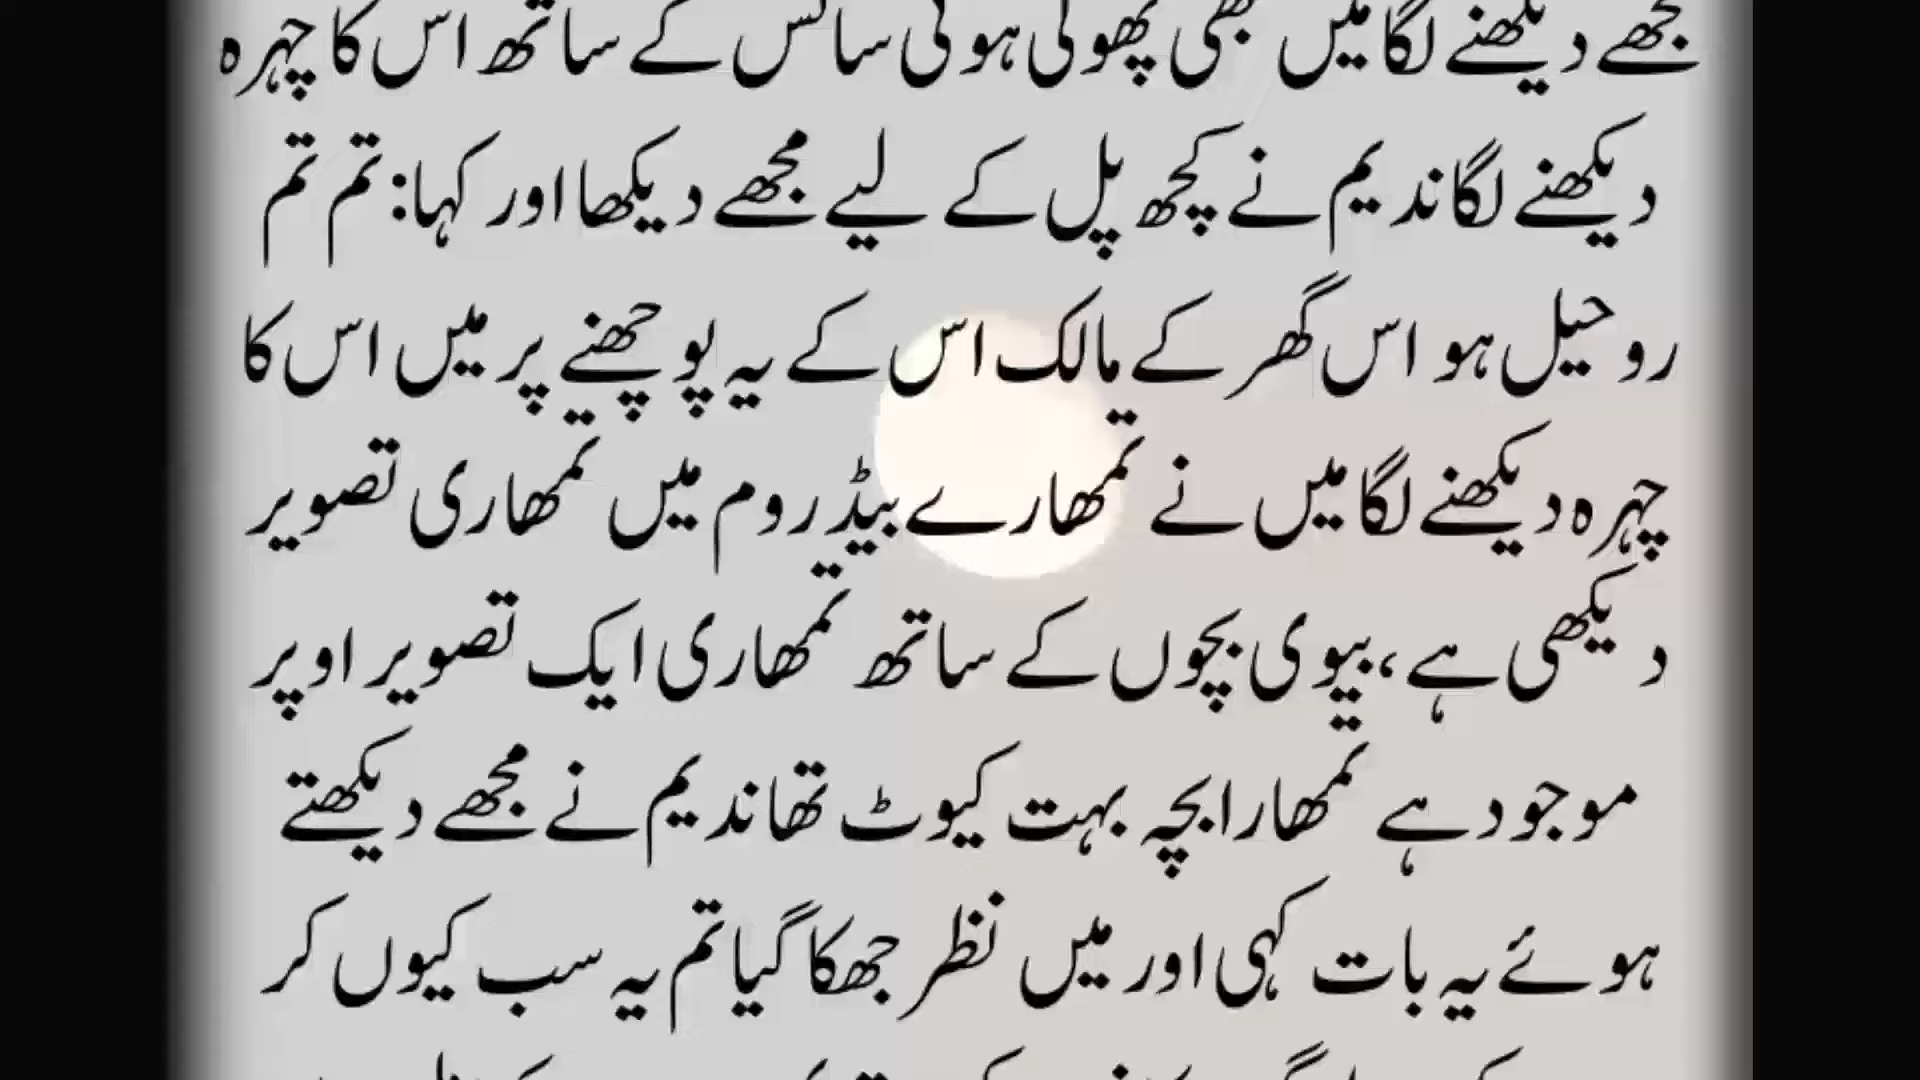 مجھے دیکھنے لگا میں بھی پھولی ہوئی سانس کے ساتھ اس کا چہرہ
دیکھنے لگا ندیم نے کچھ پل کے لیے مجھے دیکھا اور کہا: تم تم
روحیل ہو اس گھر کے مالک اس کے یہ پوچھنے پر میں اس کا
چہرہ دیکھنے لگا میں نے تمھارے بیڈ روم میں تمھاری تصویر
دیکھی ہے، بیوی بچوں کے ساتھ تمھاری ایک تصویر اوپر
موجود ہے تمھارا بچہ بہت کیوٹ تھا ندیم نے مجھے دیکھتے
ہوئے یہ بات کہی اور میں نظر جھکا گیا تم یہ سب کیوں کر